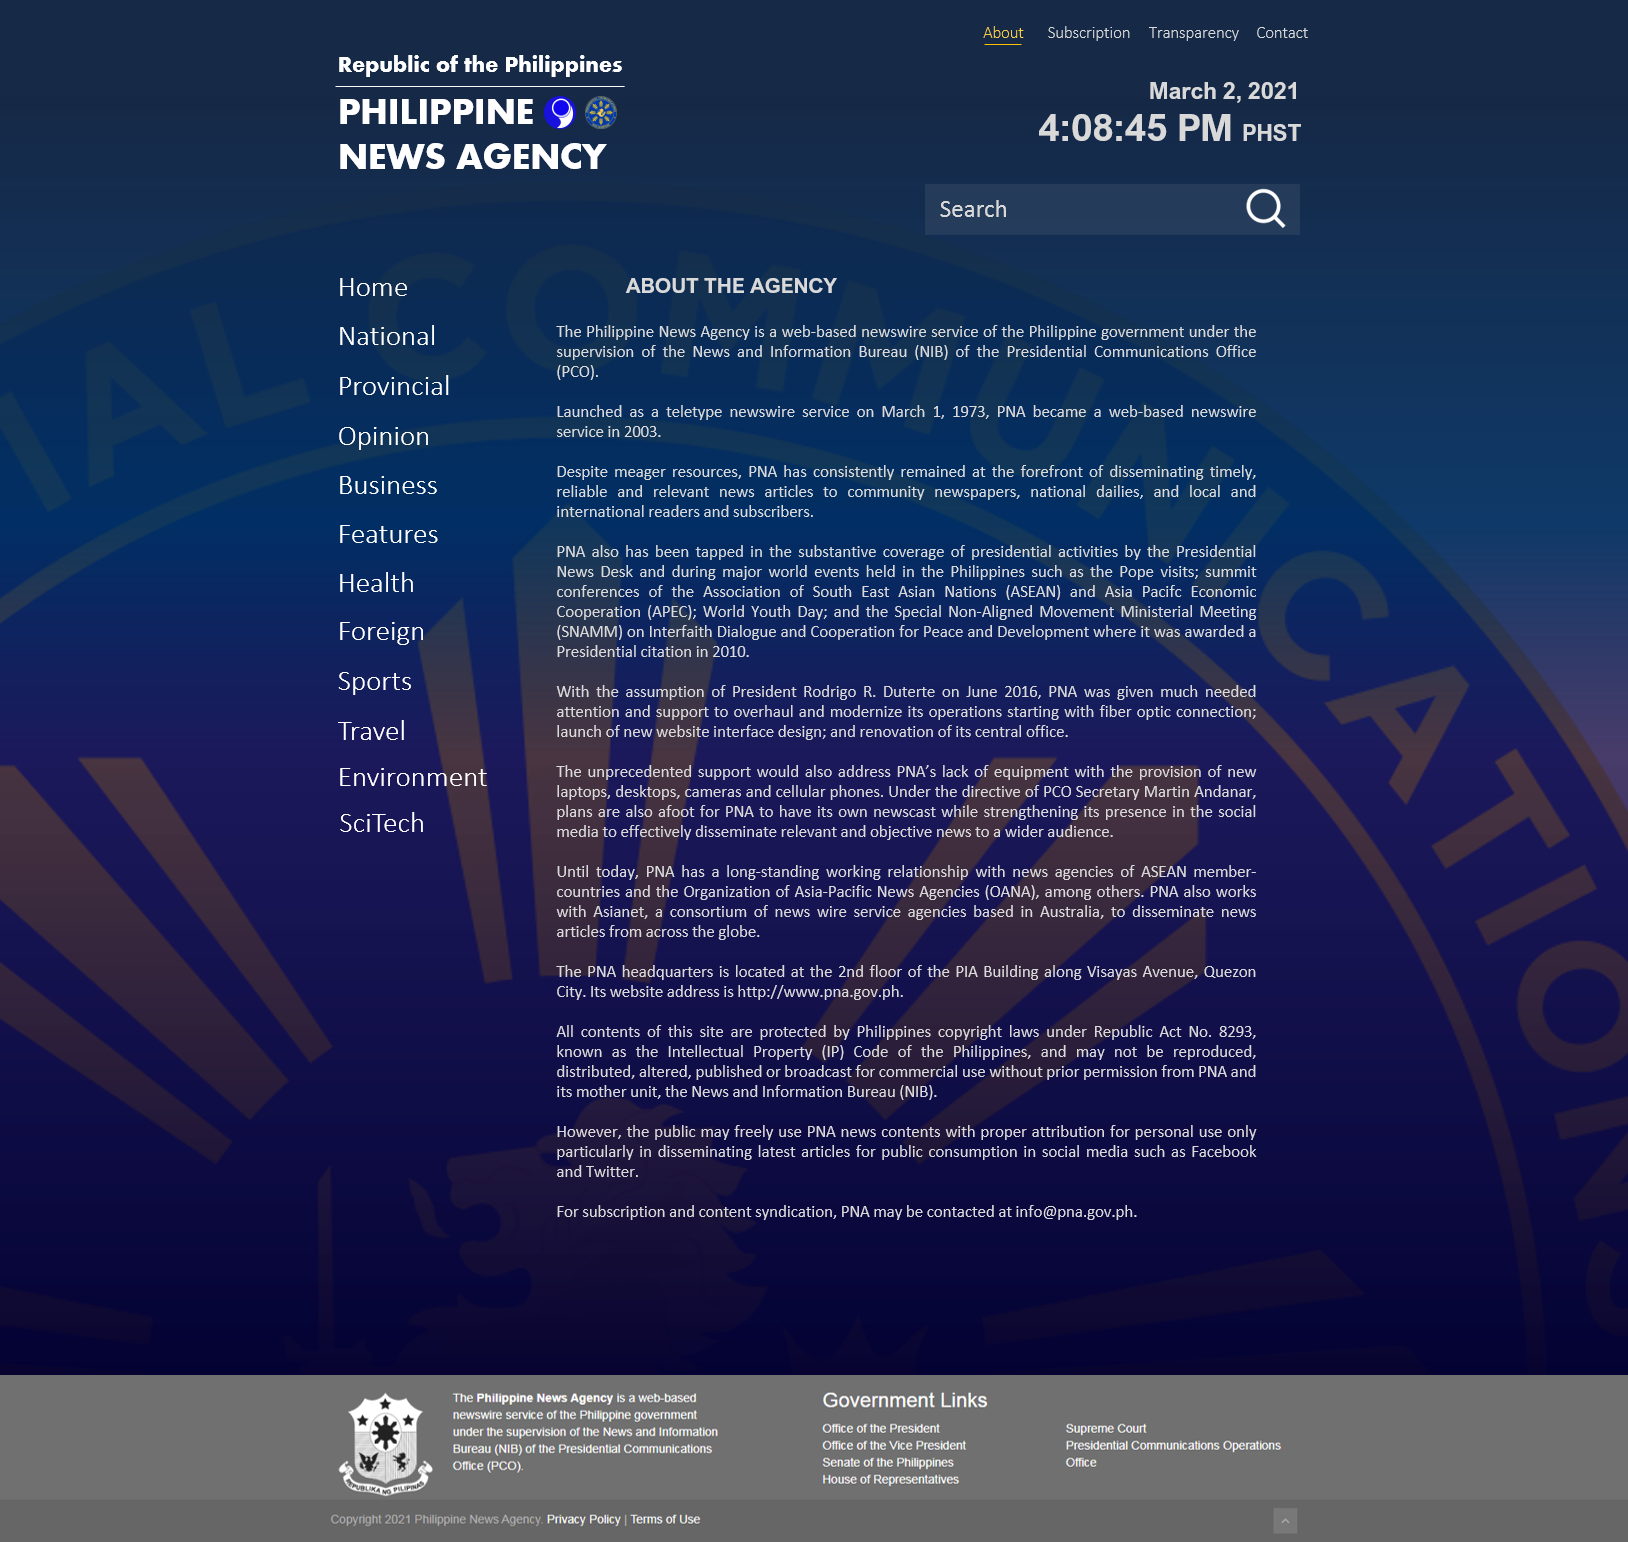 About Subscription Transparency Contact
Republic of the Philippines
PHILIPPINE
NEWS AGENCY
March 2, 2021
4:08:45 PM PHST
Search
Home
National
Provincial
Opinion
Business
Features
Health
Foreign
Sports
Travel
Environment
SciTech
ABOUT THE AGENCY
The Philippine News Agency is a web-based newswire service of the Philippine government under the
supervision of the News and Information Bureau (NIB) of the Presidential Communications Office
(PCO).
Launched as a teletype newswire service on March 1, 1973, PNA became a web-based newswire
service in 2003.
Despite meager resources, PNA has consistently remained at the forefront of disseminating timely,
reliable and relevant news articles to community newspapers, national dailies, and local and
international readers and subscribers.
PNA also has been tapped in the substantive coverage of presidential activities by the Presidential
News Desk and during major world events held in the Philippines such as the Pope visits; summit
conferences of the Association of South East Asian Nations (ASEAN) and Asia Pacifc Economic
Cooperation (APEC); World Youth Day; and the Special Non-Aligned Movement Ministerial Meeting
(SNAMM) on Interfaith Dialogue and Cooperation for Peace and Development where it was awarded a
Presidential citation in 2010.
With the assumption of President Rodrigo R. Duterte on June 2016, PNA was given much needed
attention and support to overhaul and modernize its operations starting with fiber optic connection;
launch of new website interface design; and renovation of its central office.
The unprecedented support would also address PNA’s lack of equipment with the provision of new
laptops, desktops, cameras and cellular phones. Under the directive of PCO Secretary Martin Andanar,
plans are also afoot for PNA to have its own newscast while strengthening its presence in the social
media to effectively disseminate relevant and objective news to a wider audience.
Until today, PNA has a long-standing working relationship with news agencies of ASEAN member-
countries and the Organization of Asia-Pacific News Agencies (OANA), among others. PNA also works
with Asianet, a consortium of news wire service agencies based in Australia, to disseminate news
articles from across the globe.
The PNA headquarters is located at the 2nd floor of the PIA Building along Visayas Avenue, Quezon
City. Its website address is http://www.pna.gov.ph.
All contents of this site are protected by Philippines copyright laws under Republic Act No. 8293,
known as the Intellectual Property (IP) Code of the Philippines, and may not be reproduced,
distributed, altered, published or broadcast for commercial use without prior permission from PNA and
its mother unit, the News and Information Bureau (NIB).
However, the public may freely use PNA news contents with proper attribution for personal use only
particularly in disseminating latest articles for public consumption in social media such as Facebook
and Twitter.
For subscription and content syndication, PNA may be contacted at info@pna.gov.ph.
IAL COMMUNICATIONS
REPUBLIKA NG PILIPINAS
The Philippine News Agency is a web-based
newswire service of the Philippine government
under the supervision of the News and Information
Bureau (NIB) of the Presidential Communications
Office (PCO).
Government Links
Office of the President
Office of the Vice President
Senate of the Philippines
House of Representatives
Supreme Court
Presidential Communications Operations
Office
Copyright 2021 Philippine News Agency. Privacy Policy | Terms of Use